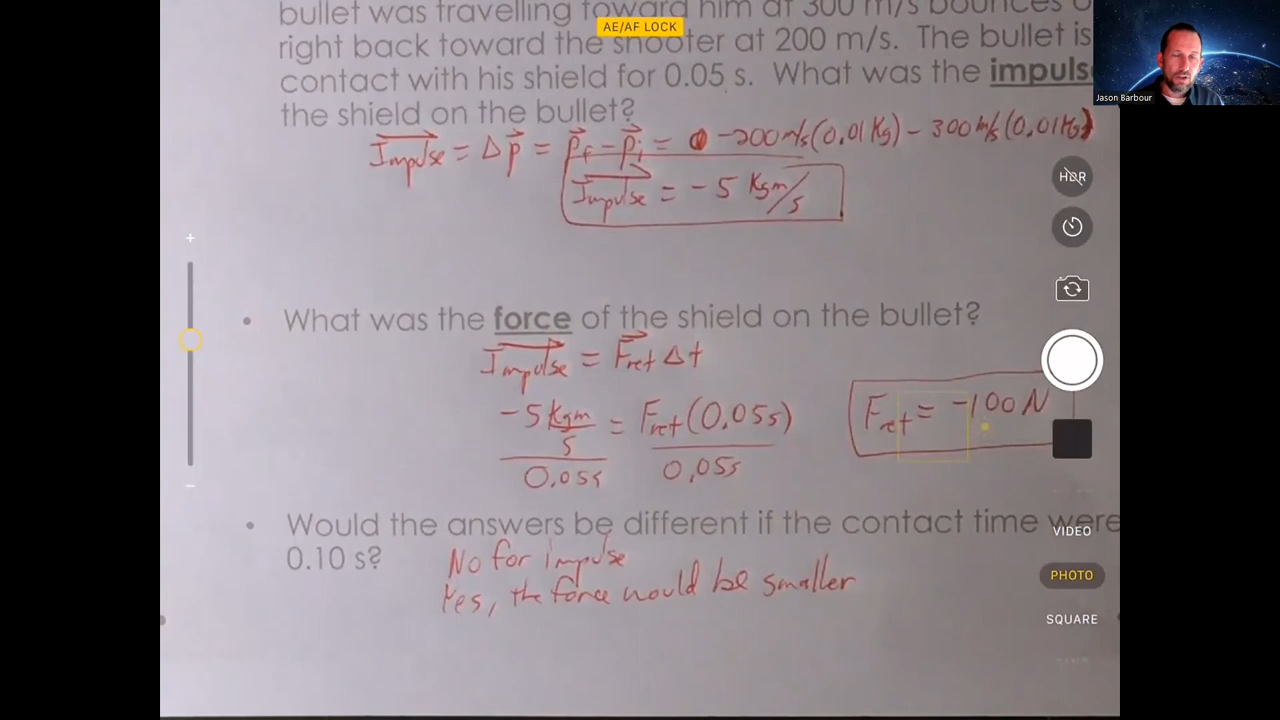 bullet was travelling toward him at 300 m/s bounces
AE/AF LOCK
right back toward the shooter at 200 m/s. The bullet is
contact with his shield for 0.05 s. What was the impuls
Jason Barbour
the shield on the bullet?
Impulse = Δp = pf - pi = -200 m/s (0.01 Kg) - 300 m/s (0.01 Kg)
Impulse = -5 Kgm/s
HDR
• What was the force of the shield on the bullet?
Impulse = Fnet Δt
-5 Kgm/s = Fnet (0.05s)
0.05s 0.05s
Fnet = -100 N
• Would the answers be different if the contact time were
0.10 s?
No for impulse
Yes, the force would be smaller
VIDEO
PHOTO
SQUARE